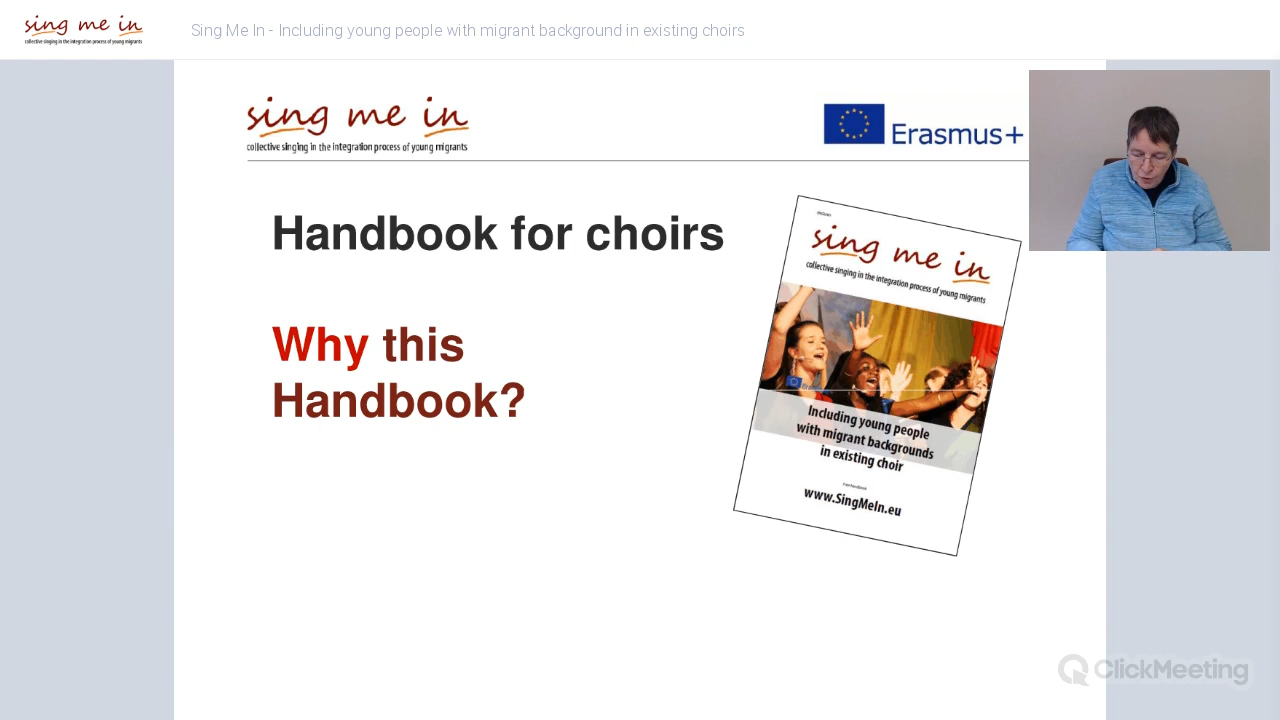 sing me in
collective singing in the integration process of young migrants
Sing Me In - Including young people with migrant background in existing choirs
sing me in
collective singing in the integration process of young migrants
Erasmus+
Handbook for choirs
Why this
Handbook?
sing me in
collective singing in the integration process of young migrants
Including young people
with migrant backgrounds
in existing choir
www.SingMeIn.eu
ClickMeeting